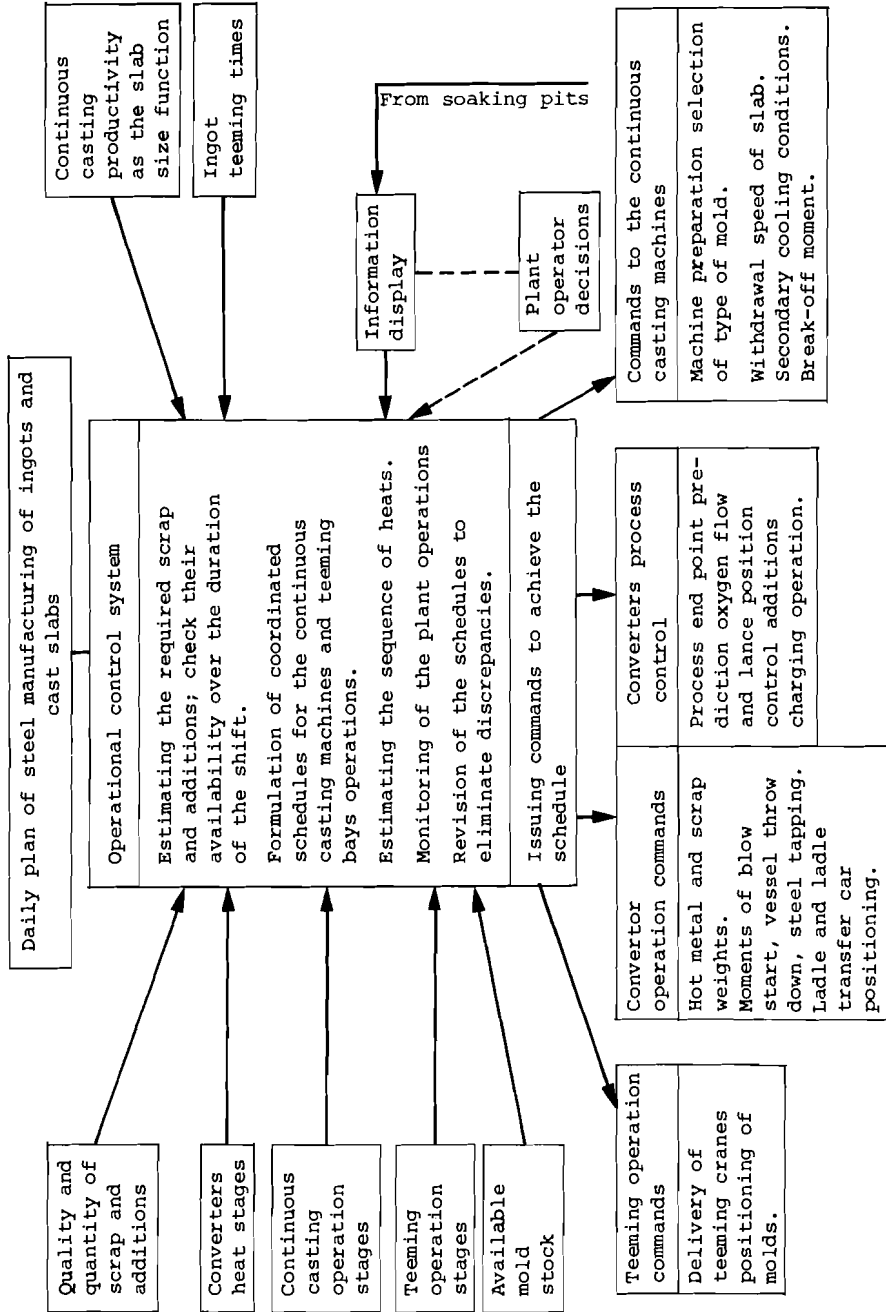 Daily plan of steel manufacturing of ingots and
cast slabs
Quality and
quantity of
scrap and
additions
Converters
heat stages
Continuous
casting
operation
stages
Teeming
operation
stages
Available
mold
stock
Operational control system
Estimating the required scrap
and additions; check their
availability over the duration
of the shift.
Formulation of coordinated
schedules for the continuous
casting machines and teeming
bays operations.
Estimating the sequence of heats.
Monitoring of the plant operations
Revision of the schedules to
eliminate discrepancies.
Issuing commands to achieve the
schedule
Continuous
casting
productivity
as the slab
size function
Ingot
teeming times
Information
display
From soaking pits
Plant
operator
decisions
Teeming operation
commands
Delivery of
teeming cranes
positioning of
molds.
Convertor
operation commands
Hot metal and scrap
weights.
Moments of blow
start, vessel throw
down, steel tapping.
Ladle and ladle
transfer car
positioning.
Converters process
control
Process end point pre-
diction oxygen flow
and lance position
control additions
charging operation.
Commands to the continuous
casting machines
Machine preparation selection
of type of mold.
Withdrawal speed of slab.
Secondary cooling conditions.
Break-off moment.